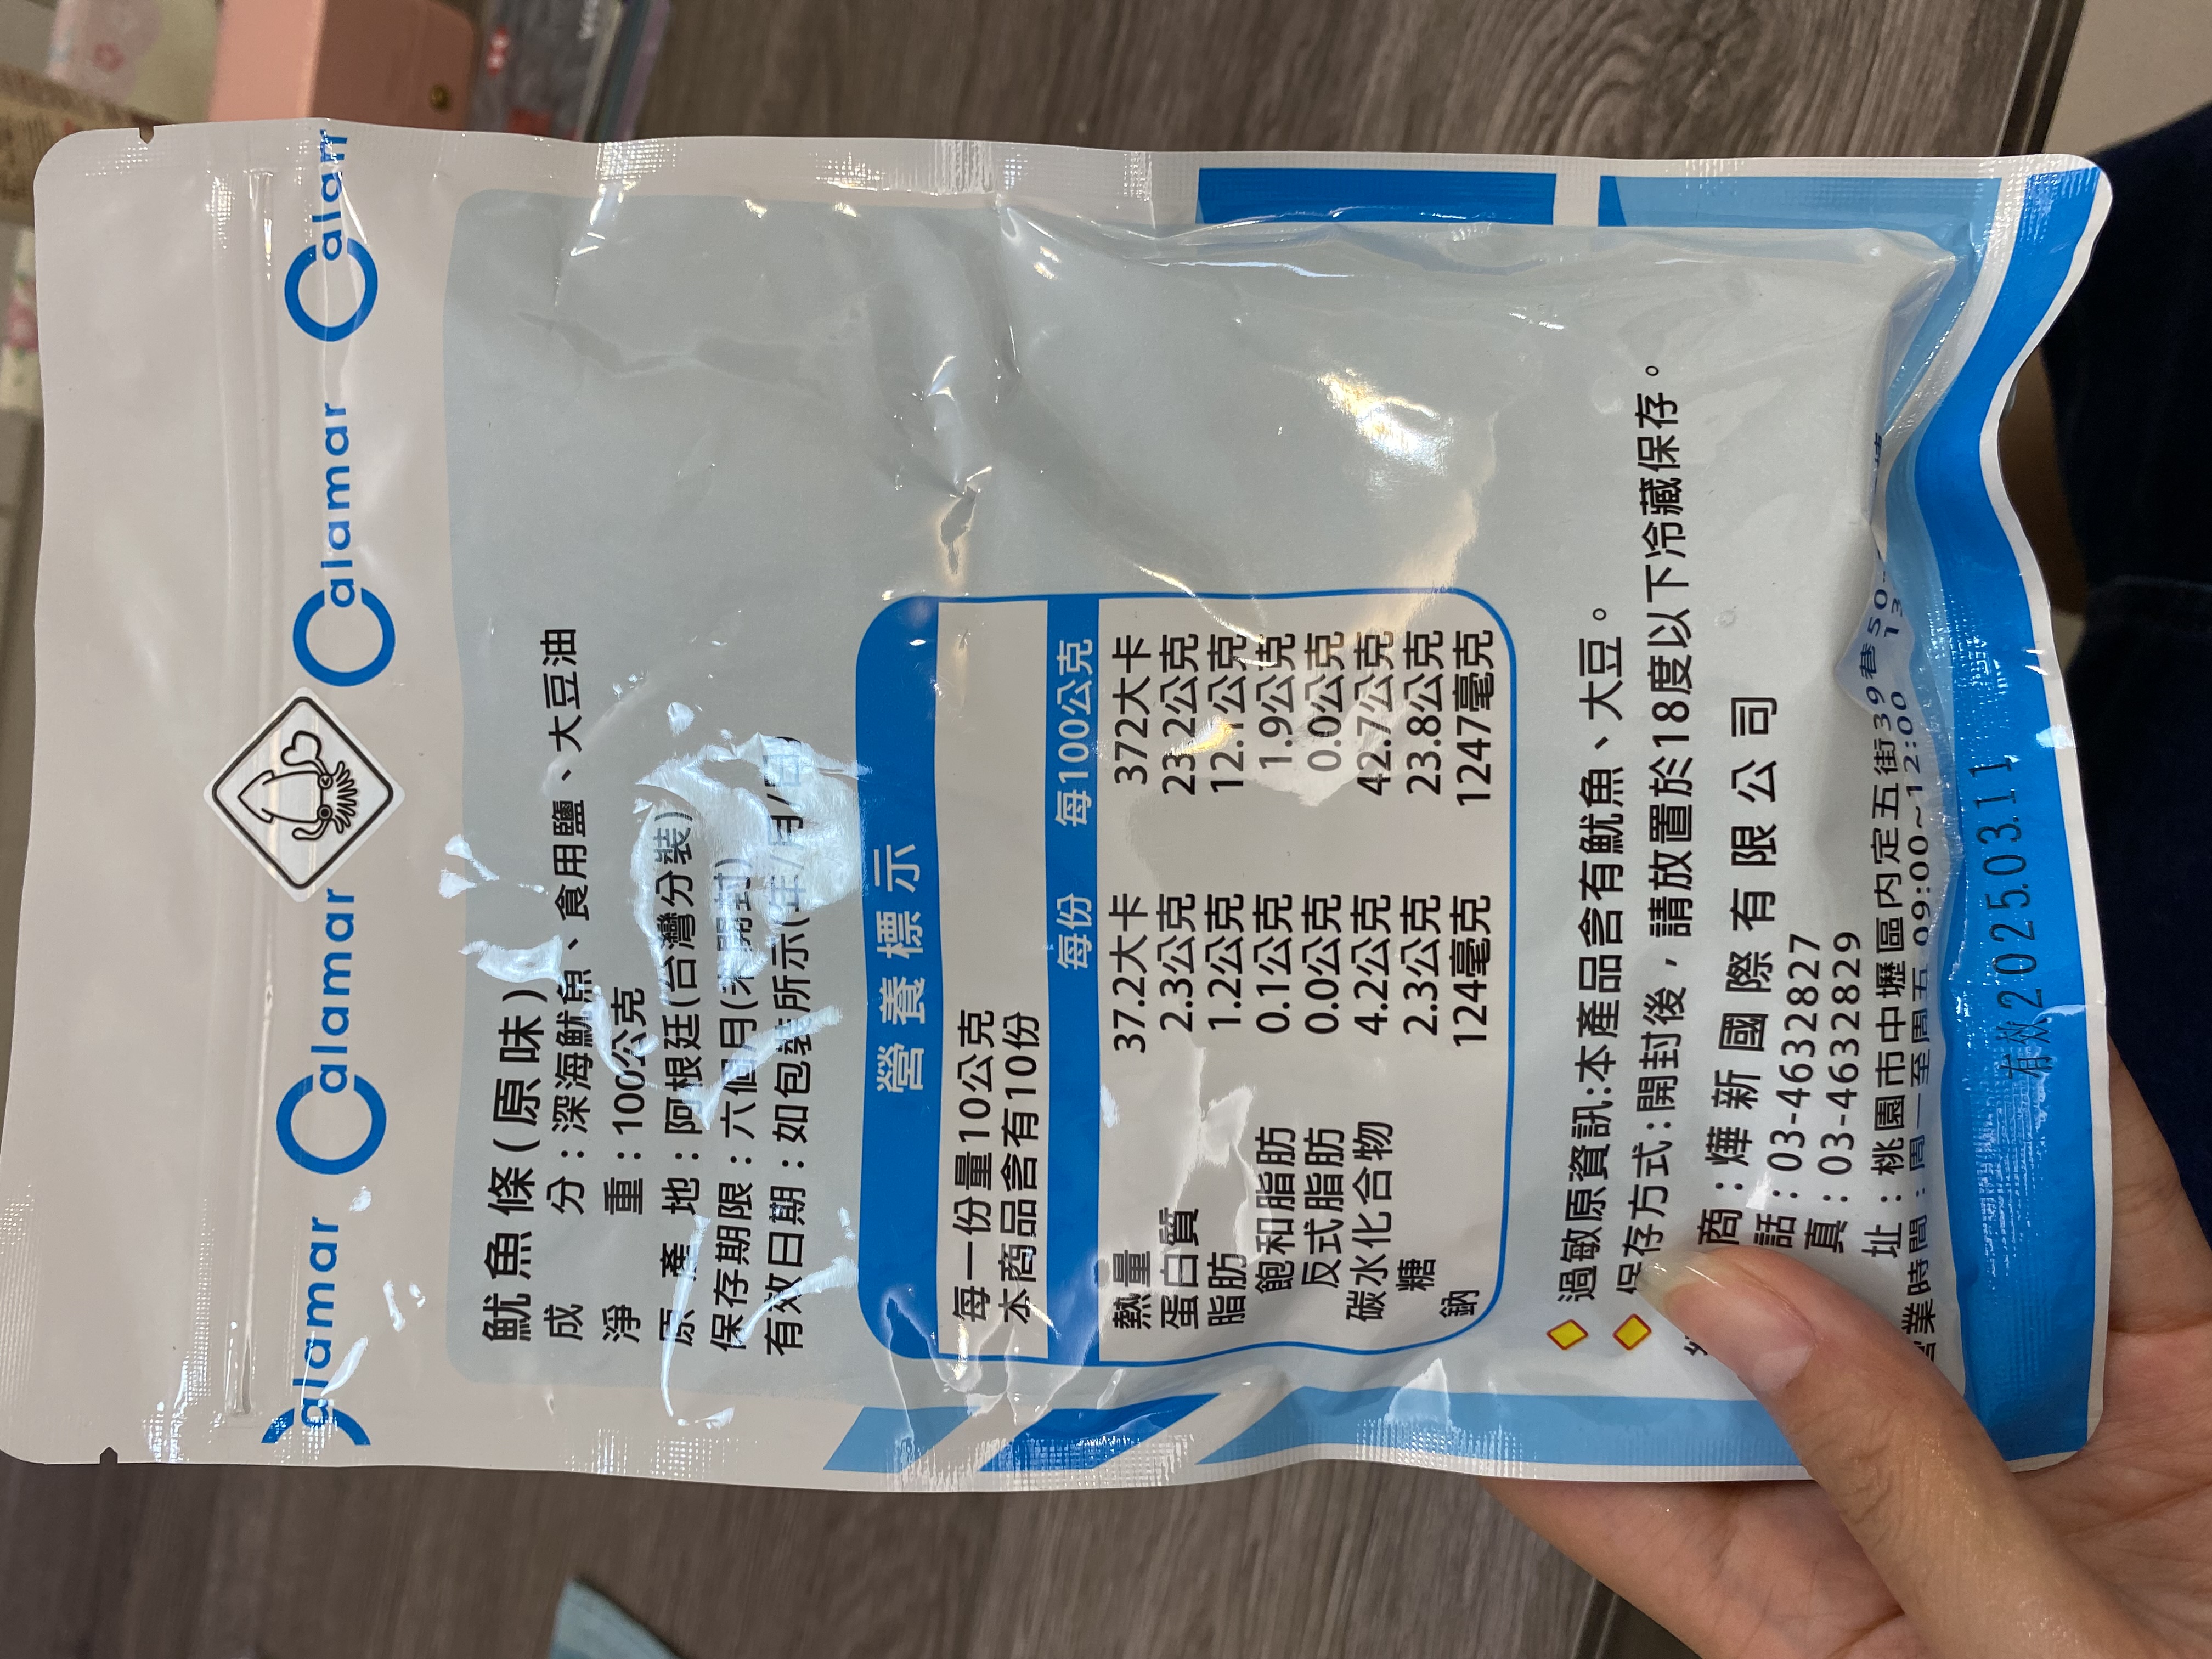 Calamar Calamar Calamar Calamar
魷魚條(原味)
成　分：深海魷魚、食用鹽、大豆油
淨　重：100公克
原 產 地：阿根廷(台灣分裝)
保存期限：六個月(未開封)
有效日期：如包裝所示(年/月/日)
營養標示
每一份量10公克
本商品含有10份
每份 每100公克
熱量 37.2大卡 372大卡
蛋白質 2.3公克 23.2公克
脂肪 1.2公克 12.1公克
飽和脂肪 0.1公克 1.9公克
反式脂肪 0.0公克 0.0公克
碳水化合物 4.2公克 42.7公克
糖 2.3公克 23.8公克
鈉 124毫克 1247毫克
過敏原資訊:本產品含有魷魚、大豆。
保存方式:開封後，請放置於18度以下冷藏保存。
商：燁新國際有限公司
話：03-4632827
真：03-4632829
址：桃園市中壢區內定五街39巷50-
營業時間：周一至周五 09:00~12:00 13
有效2025.03.11